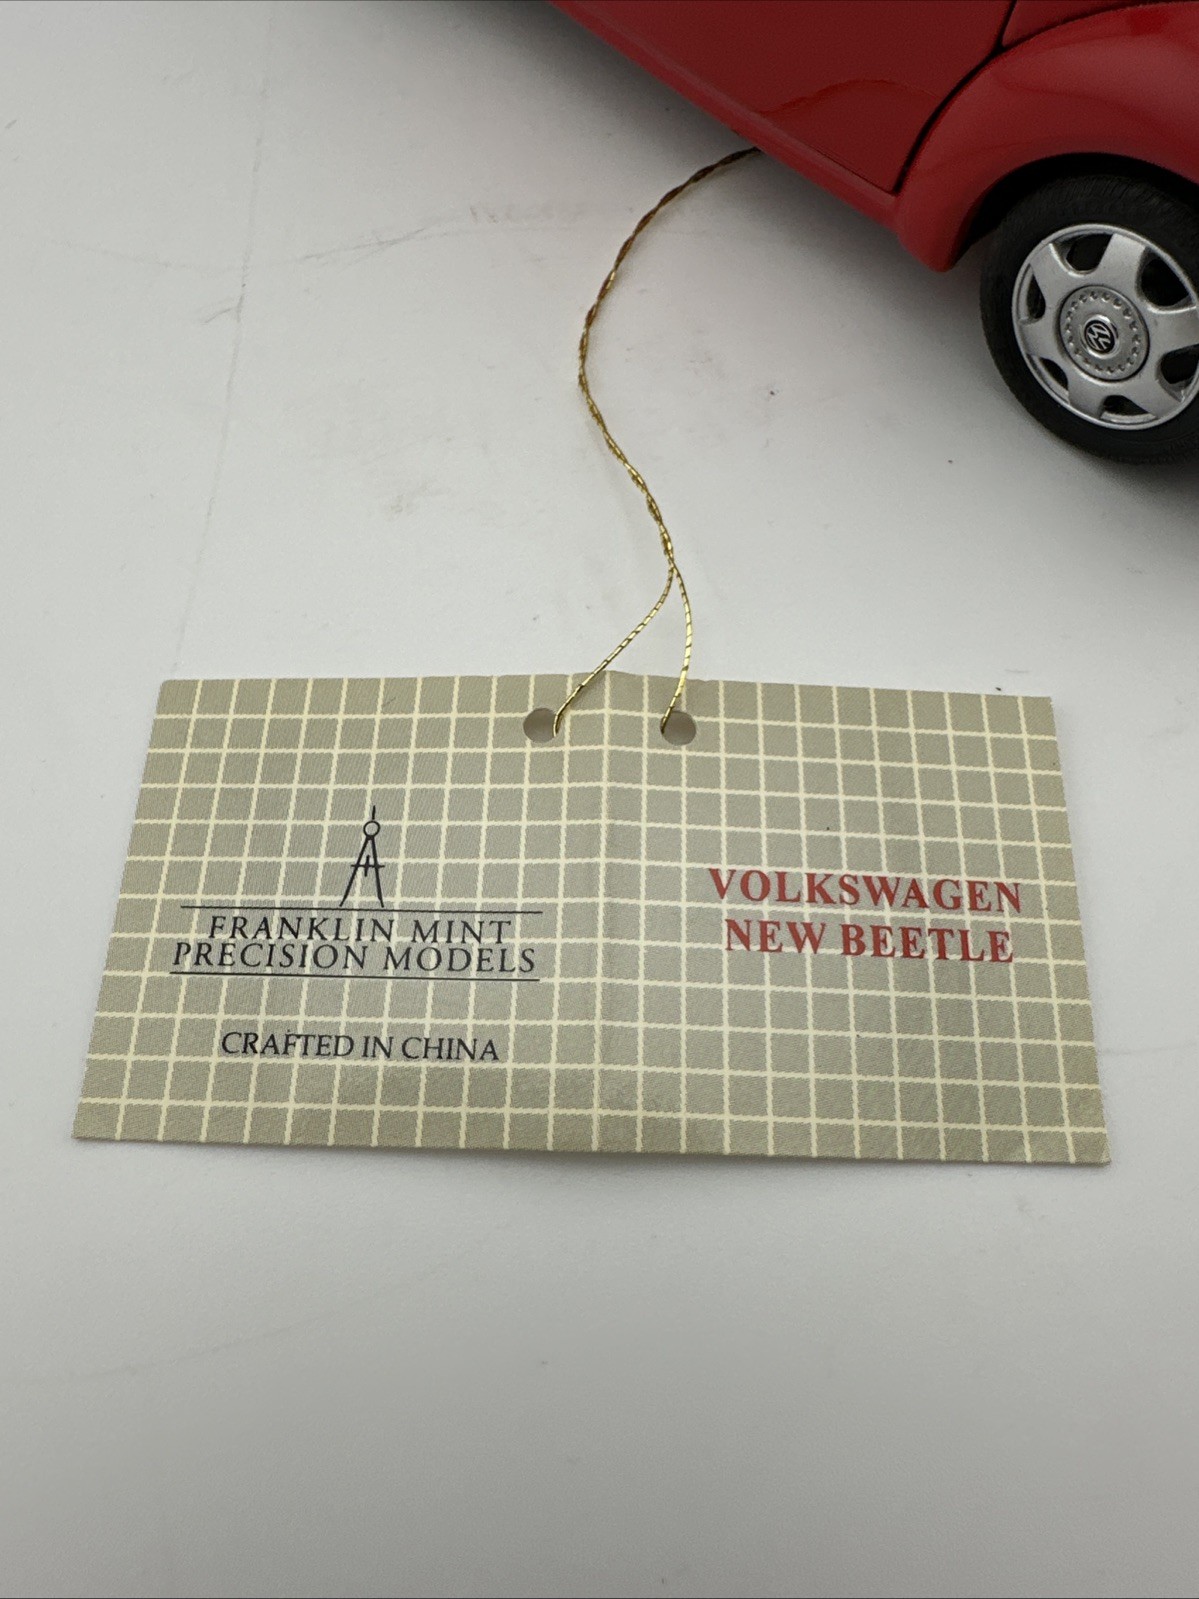 FRANKLIN MINT
PRECISION MODELS
CRAFTED IN CHINA
VOLKSWAGEN
NEW BEETLE